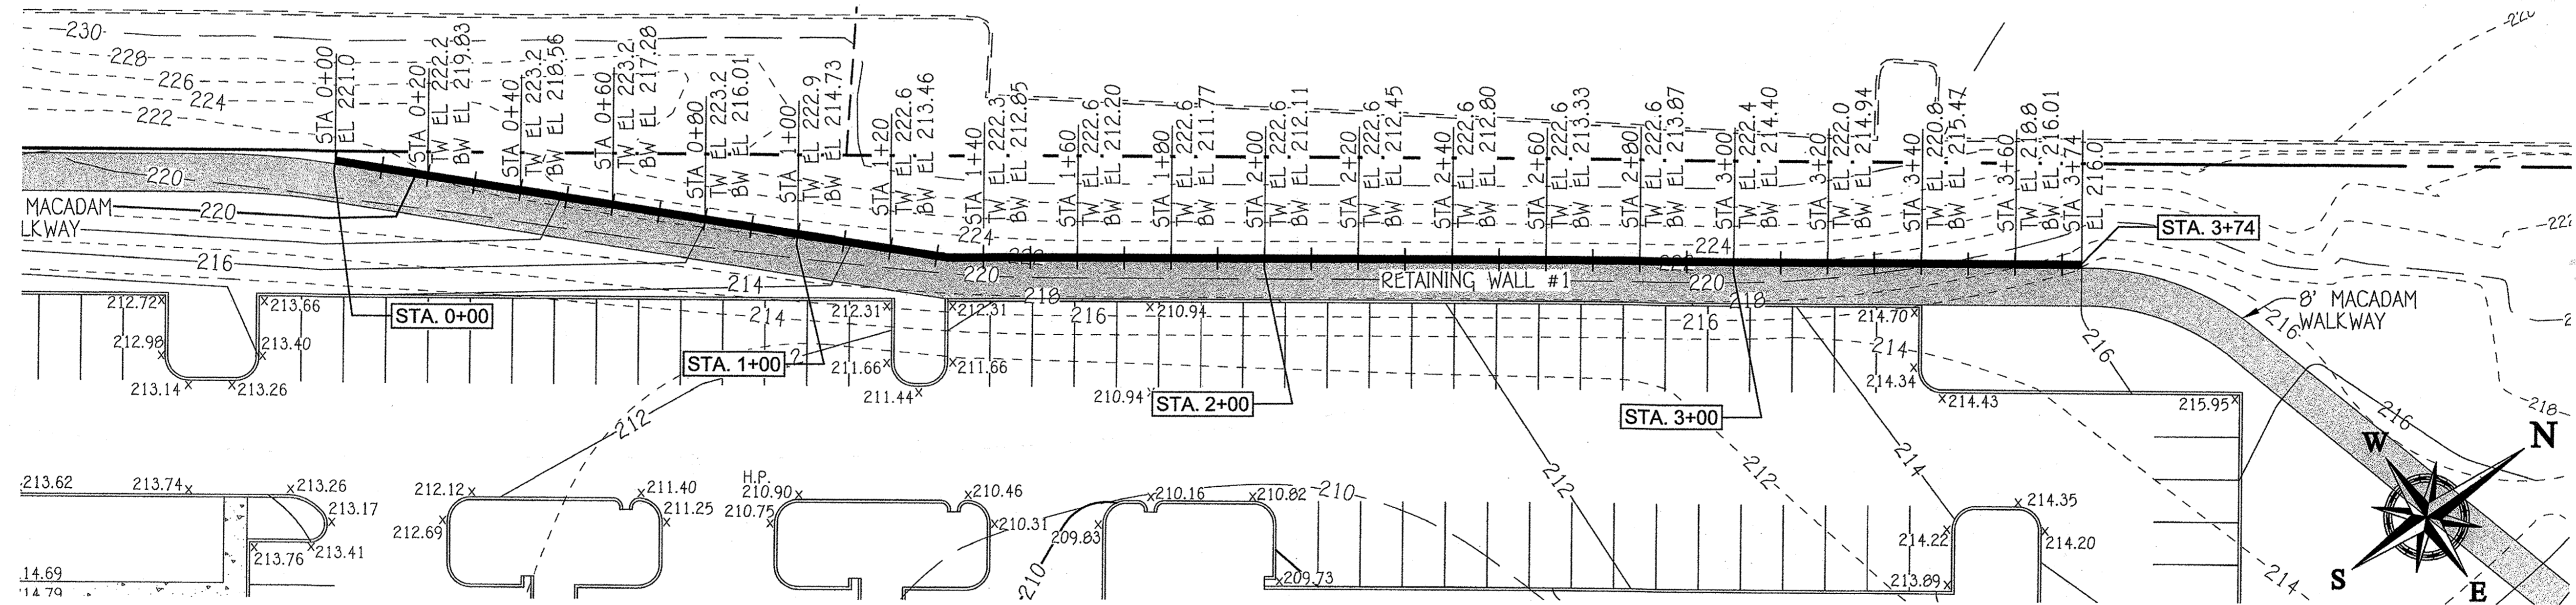 230
228
226
224
222
STA 0+00
EL 221.0
STA 0+20
TW EL 222.2
BW EL 219.83
STA 0+40
TW EL 223.2
BW EL 218.56
STA 0+60
TW EL 223.2
BW EL 217.28
STA 0+80
TW EL 223.2
BW EL 216.01
STA 1+00
TW EL 222.9
BW EL 214.73
STA 1+20
TW EL 222.6
BW EL 213.46
STA 1+40
TW EL 222.3
BW EL 212.85
STA 1+60
TW EL 222.6
BW EL 212.20
STA 1+80
TW EL 222.6
BW EL 211.77
STA 2+00
TW EL 222.6
BW EL 212.11
STA 2+20
TW EL 222.6
BW EL 212.45
STA 2+40
TW EL 222.6
BW EL 212.80
STA 2+60
TW EL 222.6
BW EL 213.33
STA 2+80
TW EL 222.6
BW EL 213.87
STA 3+00
TW EL 222.4
BW EL 214.40
STA 3+20
TW EL 222.0
BW EL 214.94
STA 3+40
TW EL 220.8
BW EL 215.47
STA 3+60
TW EL 218.8
BW EL 216.01
STA 3+74
EL 216.0
220
220
MACADAM
LKWAY
216
214
214
224
220
218
216
RETAINING WALL #1
224
220
218
216
214
STA. 3+74
8' MACADAM
WALKWAY
216
216
216
218
212.72
213.66
212.98
213.40
213.14
213.26
STA. 0+00
STA. 1+00
212.31
212.31
211.66
211.66
211.44
210.94
210.94
STA. 2+00
STA. 3+00
214.70
214.34
214.43
215.95
212
212
212
214
214
210
210
213.62
213.74
213.26
213.17
213.41
213.76
14.69
14.79
212.12
212.69
211.40
211.25
H.P.
210.90
210.75
210.46
210.31
209.83
210.16
210.82
209.73
214.35
214.22
214.20
213.89
N
W
S
E